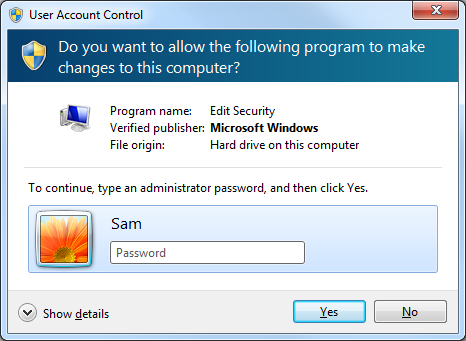 User Account Control
Do you want to allow the following program to make
changes to this computer?
Program name: Edit Security
Verified publisher: Microsoft Windows
File origin: Hard drive on this computer
To continue, type an administrator password, and then click Yes.
Sam
Password
Show details
Yes
No